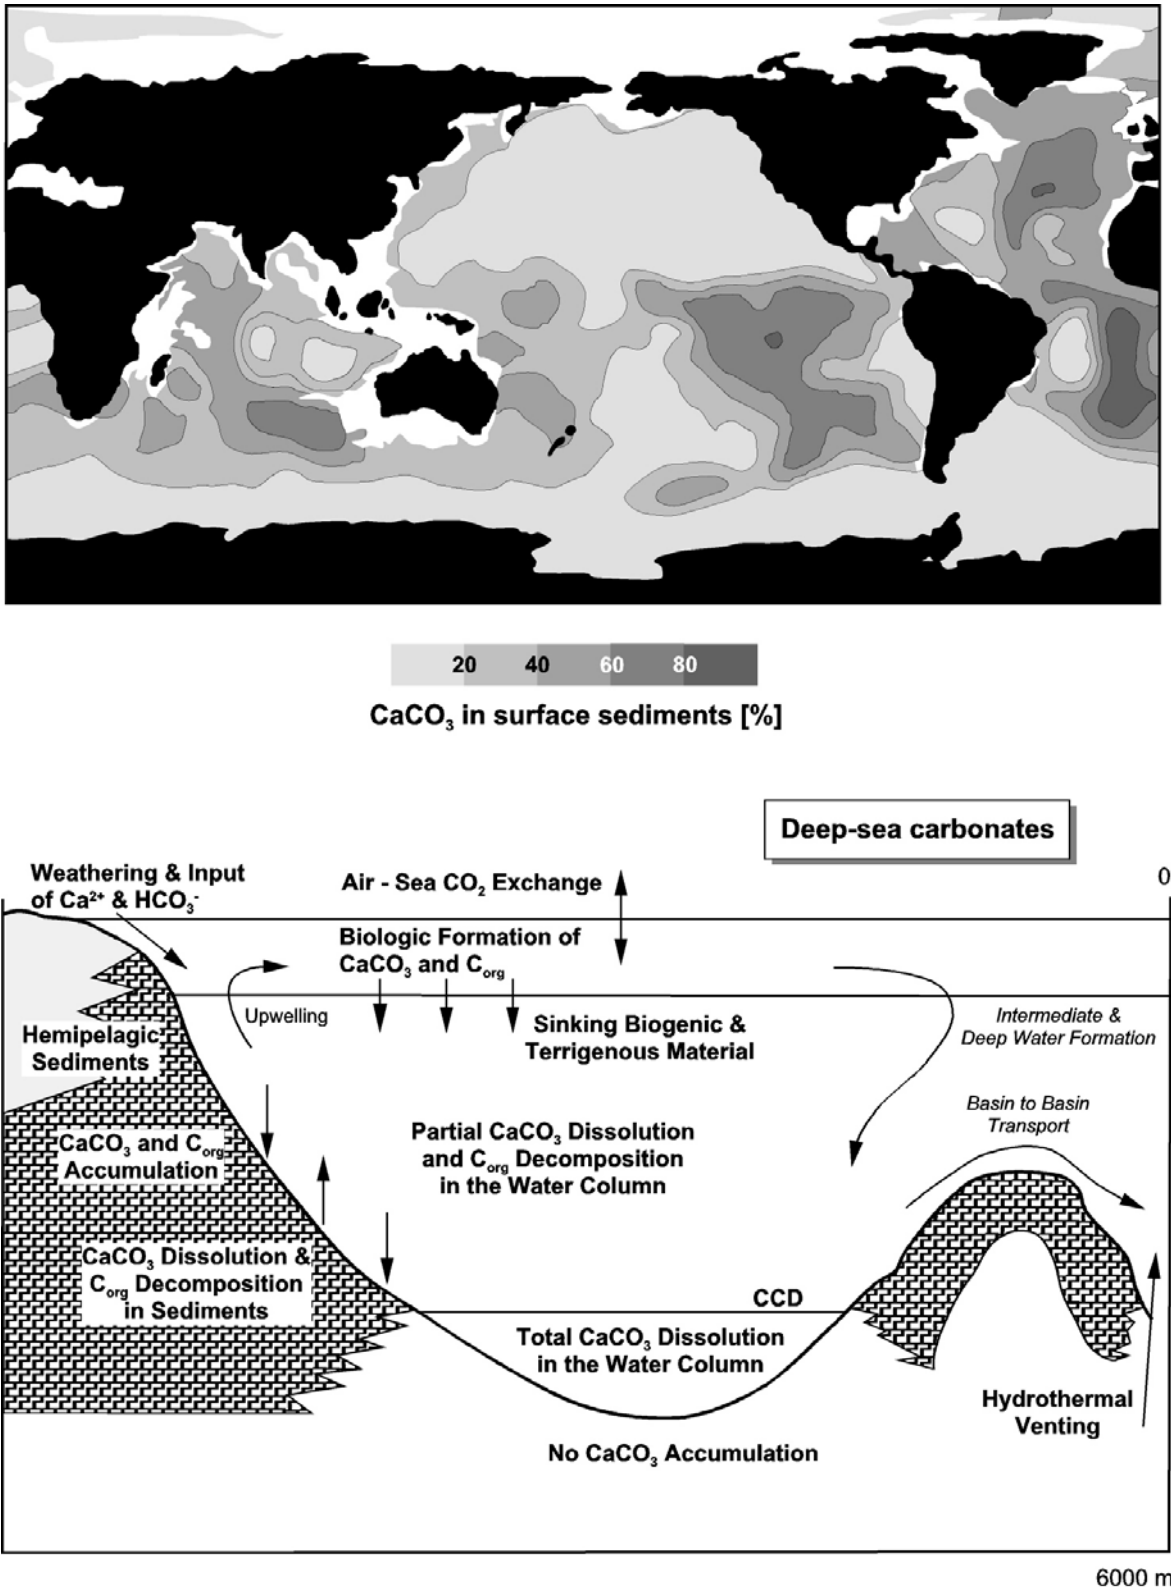 20 40 60 80
CaCO₃ in surface sediments [%]
Deep-sea carbonates
Weathering & Input
of Ca²⁺ & HCO₃⁻
Air - Sea CO₂ Exchange
0
Biologic Formation of
CaCO₃ and Corg
Upwelling
Sinking Biogenic &
Terrigenous Material
Intermediate &
Deep Water Formation
Hemipelagic
Sediments
Basin to Basin
Transport
CaCO₃ and Corg
Accumulation
Partial CaCO₃ Dissolution
and Corg Decomposition
in the Water Column
CaCO₃ Dissolution &
Corg Decomposition
in Sediments
CCD
Total CaCO₃ Dissolution
in the Water Column
Hydrothermal
Venting
No CaCO₃ Accumulation
6000 m